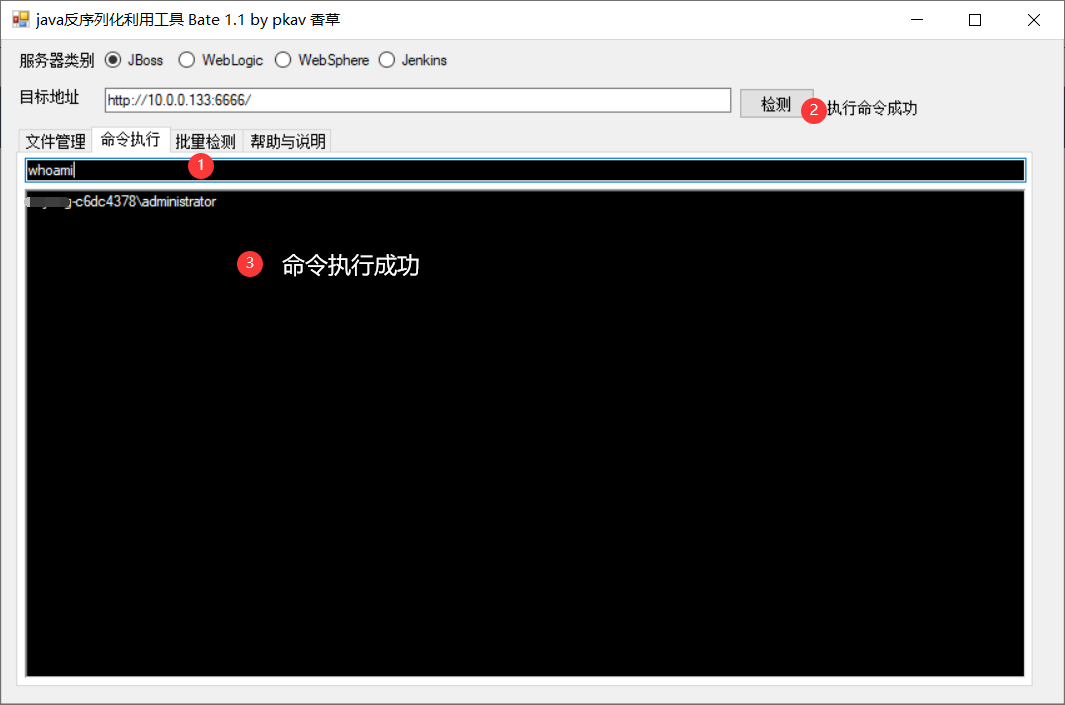 java反序列化利用工具 Bate 1.1 by pkav 香草
服务器类别 JBoss WebLogic WebSphere Jenkins
目标地址 http://10.0.0.133:6666/ 检测 2 执行命令成功
文件管理 命令执行 批量检测 帮助与说明
1
whoami
-c6dc4378\administrator
3 命令执行成功